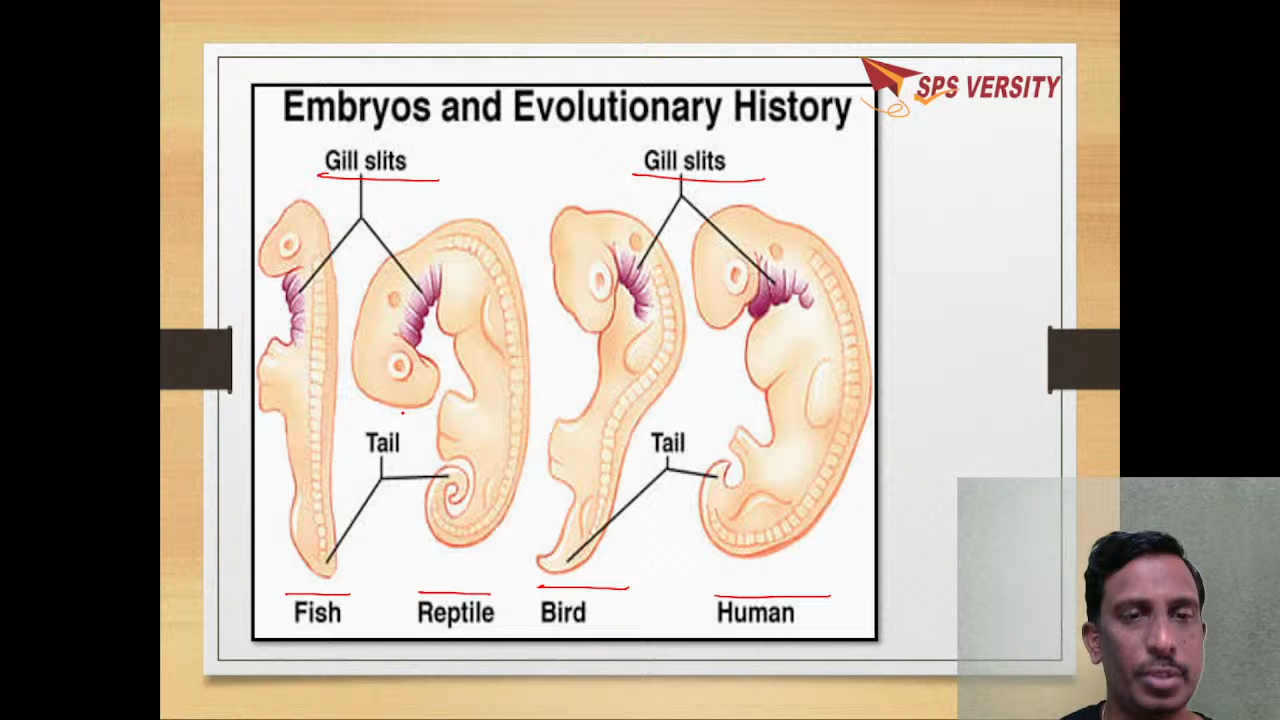 SPS VERSITY
Embryos and Evolutionary History
Gill slits
Gill slits
Tail
Tail
Fish
Reptile
Bird
Human